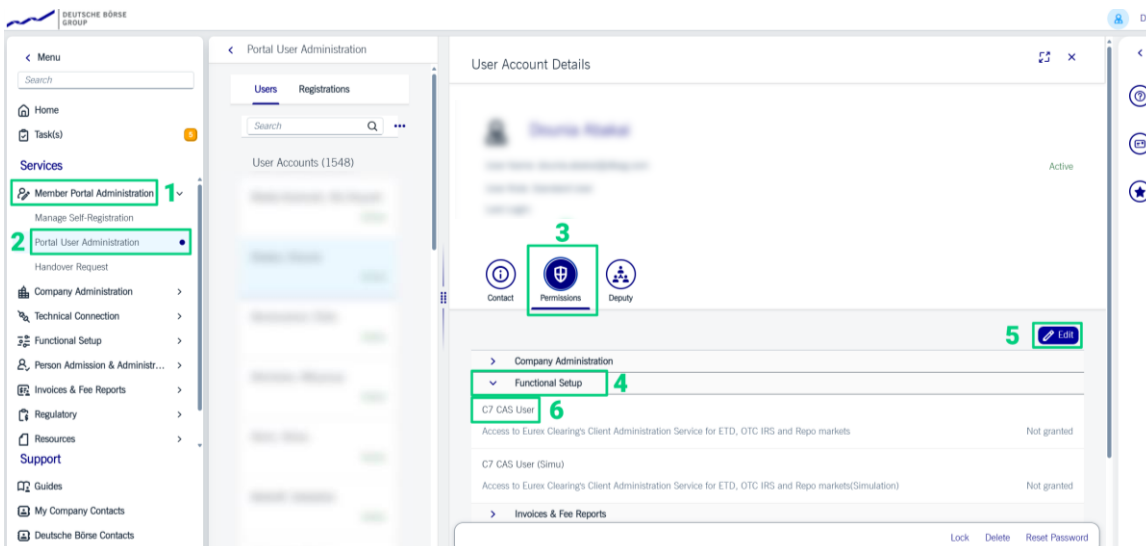 DEUTSCHE BÖRSE
GROUP
D
Menu
Search
Home
Task(s)
Services
Member Portal Administration 1
Manage Self-Registration
2 Portal User Administration
Handover Request
Company Administration
Technical Connection
Functional Setup
Person Admission & Administr...
Invoices & Fee Reports
Regulatory
Resources
Support
Guides
My Company Contacts
Deutsche Börse Contacts
Portal User Administration
Users Registrations
Search
User Accounts (1548)
User Account Details
Active
3
Contact Permissions Deputy
5 Edit
Company Administration
Functional Setup 4
C7 CAS User 6
Access to Eurex Clearing's Client Administration Service for ETD, OTC IRS and Repo markets Not granted
C7 CAS User (Simu)
Access to Eurex Clearing's Client Administration Service for ETD, OTC IRS and Repo markets(Simulation) Not granted
Invoices & Fee Reports
Lock Delete Reset Password